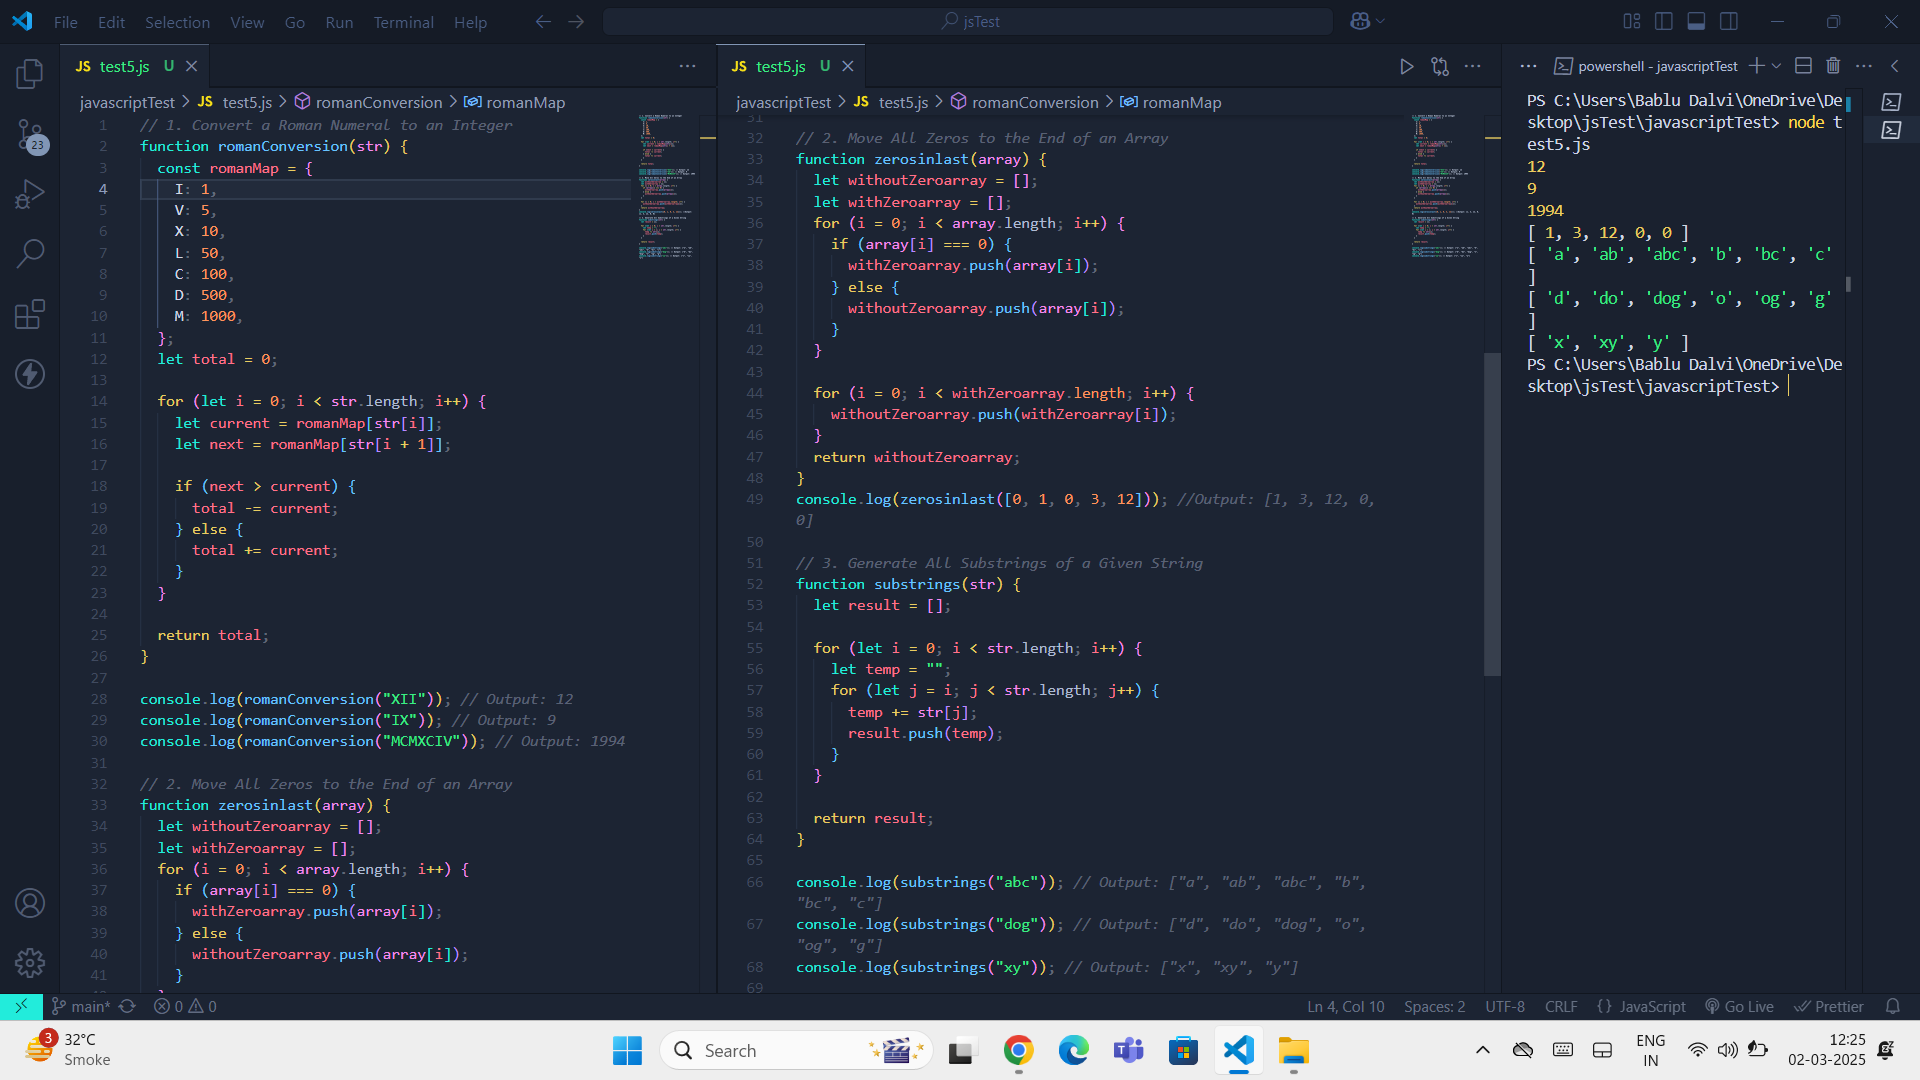 File Edit Selection View Go Run Terminal Help
jsTest
JS test5.js U
javascriptTest > JS test5.js > romanConversion > romanMap
1 // 1. Convert a Roman Numeral to an Integer
2 function romanConversion(str) {
3 const romanMap = {
4 I: 1,
5 V: 5,
6 X: 10,
7 L: 50,
8 C: 100,
9 D: 500,
10 M: 1000,
11 };
12 let total = 0;
13
14 for (let i = 0; i < str.length; i++) {
15 let current = romanMap[str[i]];
16 let next = romanMap[str[i + 1]];
17
18 if (next > current) {
19 total -= current;
20 } else {
21 total += current;
22 }
23 }
24
25 return total;
26 }
27
28 console.log(romanConversion("XII")); // Output: 12
29 console.log(romanConversion("IX")); // Output: 9
30 console.log(romanConversion("MCMXCIV")); // Output: 1994
31
32 // 2. Move All Zeros to the End of an Array
33 function zerosinlast(array) {
34 let withoutZeroarray = [];
35 let withZeroarray = [];
36 for (i = 0; i < array.length; i++) {
37 if (array[i] === 0) {
38 withZeroarray.push(array[i]);
39 } else {
40 withoutZeroarray.push(array[i]);
41 }
JS test5.js U
javascriptTest > JS test5.js > romanConversion > romanMap
31
32 // 2. Move All Zeros to the End of an Array
33 function zerosinlast(array) {
34 let withoutZeroarray = [];
35 let withZeroarray = [];
36 for (i = 0; i < array.length; i++) {
37 if (array[i] === 0) {
38 withZeroarray.push(array[i]);
39 } else {
40 withoutZeroarray.push(array[i]);
41 }
42 }
43
44 for (i = 0; i < withZeroarray.length; i++) {
45 withoutZeroarray.push(withZeroarray[i]);
46 }
47 return withoutZeroarray;
48 }
49 console.log(zerosinlast([0, 1, 0, 3, 12])); //Output: [1, 3, 12, 0,
0]
50
51 // 3. Generate All Substrings of a Given String
52 function substrings(str) {
53 let result = [];
54
55 for (let i = 0; i < str.length; i++) {
56 let temp = "";
57 for (let j = i; j < str.length; j++) {
58 temp += str[j];
59 result.push(temp);
60 }
61 }
62
63 return result;
64 }
65
66 console.log(substrings("abc")); // Output: ["a", "ab", "abc", "b",
"bc", "c"]
67 console.log(substrings("dog")); // Output: ["d", "do", "dog", "o",
"og", "g"]
68 console.log(substrings("xy")); // Output: ["x", "xy", "y"]
69
powershell - javascriptTest
PS C:\Users\Bablu Dalvi\OneDrive\De
sktop\jsTest\javascriptTest> node t
est5.js
12
9
1994
[ 1, 3, 12, 0, 0 ]
[ 'a', 'ab', 'abc', 'b', 'bc', 'c'
]
[ 'd', 'do', 'dog', 'o', 'og', 'g'
]
[ 'x', 'xy', 'y' ]
PS C:\Users\Bablu Dalvi\OneDrive\De
sktop\jsTest\javascriptTest>
23
main* 0 0
Ln 4, Col 10 Spaces: 2 UTF-8 CRLF {} JavaScript Go Live Prettier
3
32°C
Smoke
Search
ENG
IN
12:25
02-03-2025